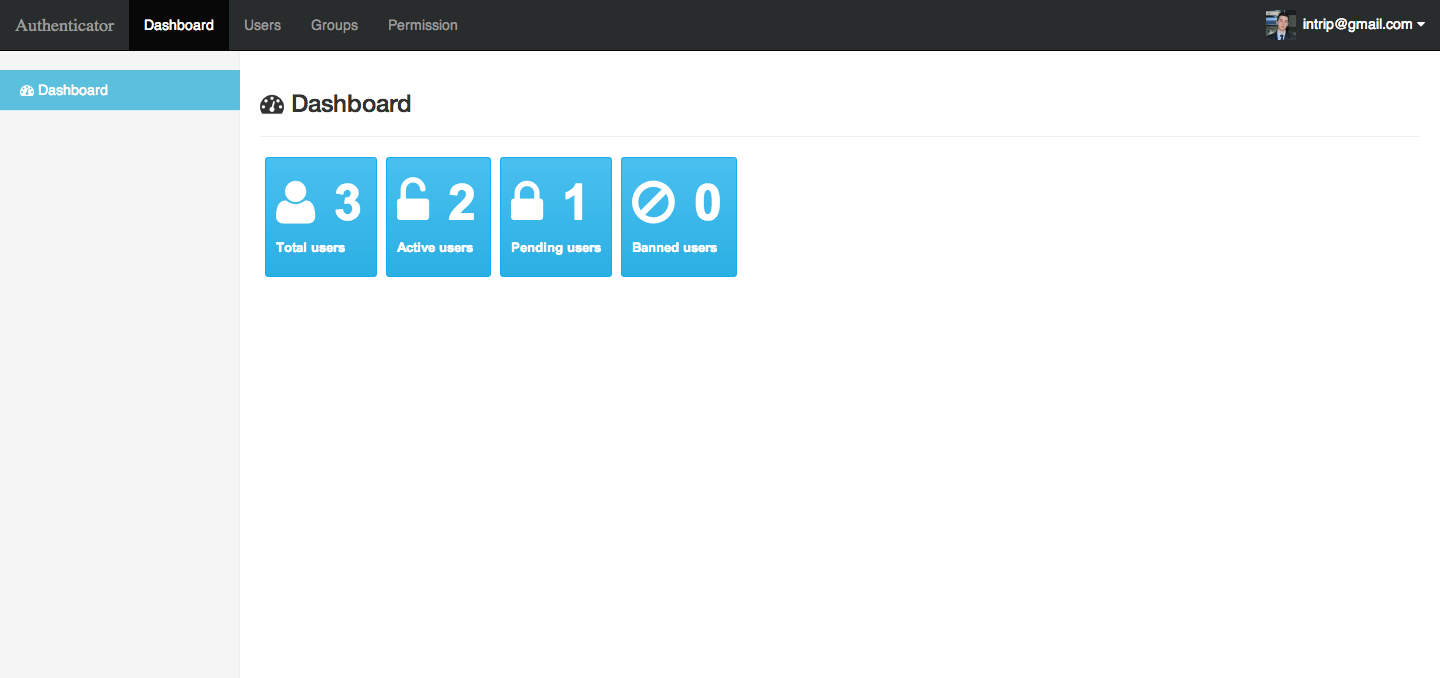 Authenticator Dashboard Users Groups Permission intrip@gmail.com
Dashboard
Dashboard
3 2 1 0
Total users Active users Pending users Banned users